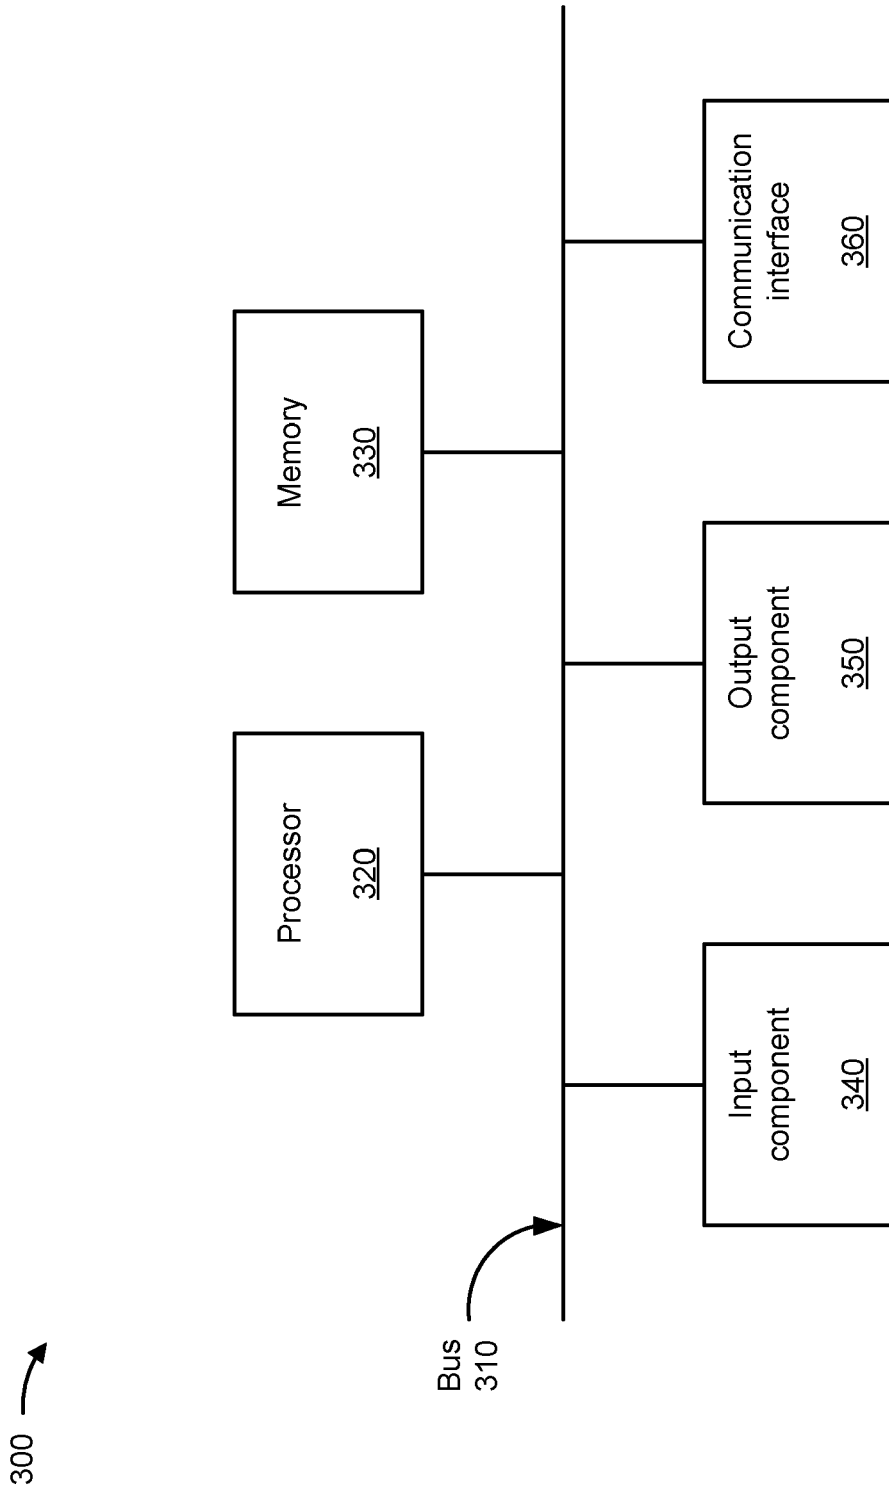 300
Bus
310
Processor
320
Memory
330
Input
component
340
Output
component
350
Communication
interface
360